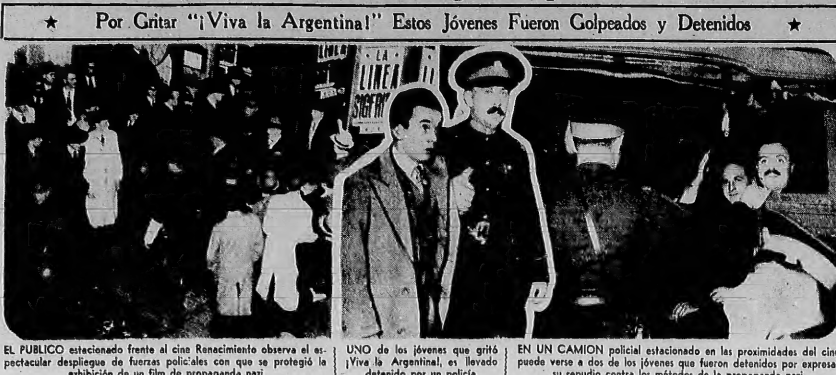 ★ Por Gritar "¡Viva la Argentina!" Estos Jóvenes Fueron Golpeados y Detenidos ★
LINEA
LA
LINEA
SIGFRI
EL PUBLICO estacionado frente al cine Renacimiento observa el es-
pectacular despliegue de fuerzas policiales con que se protegió la
exhibición de un film de propaganda nazi
UNO de los jóvenes que gritó
¡Viva la Argentina!, es llevado
detenido por un policía
EN UN CAMION policial estacionado en las proximidades del cine
puede verse a dos de los jóvenes que fueron detenidos por expresa
su repudio contra los métodos de la propaganda nazi